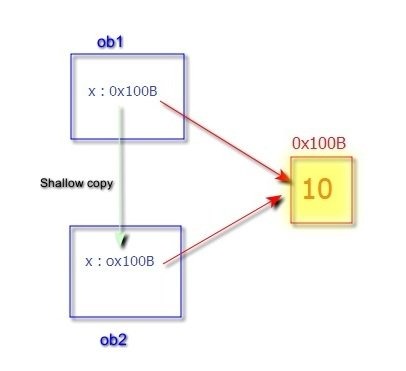 ob1
x : 0x100B
0x100B
10
Shallow copy
x : ox100B
ob2